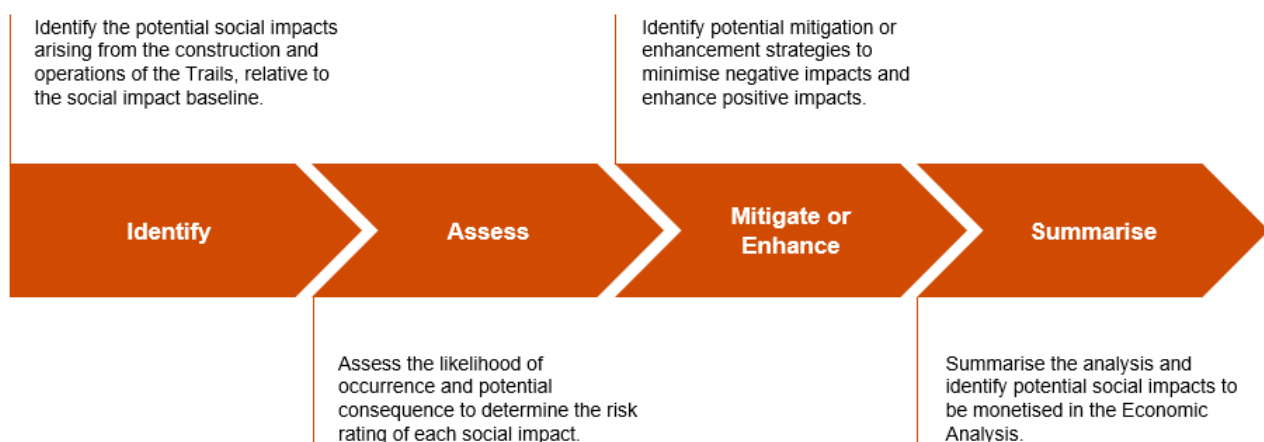 Identify the potential social impacts
arising from the construction and
operations of the Trails, relative to
the social impact baseline.
Identify potential mitigation or
enhancement strategies to
minimise negative impacts and
enhance positive impacts.
Identify
Assess
Mitigate or
Enhance
Summarise
Assess the likelihood of
occurrence and potential
consequence to determine the risk
rating of each social impact.
Summarise the analysis and
identify potential social impacts to
be monetised in the Economic
Analysis.